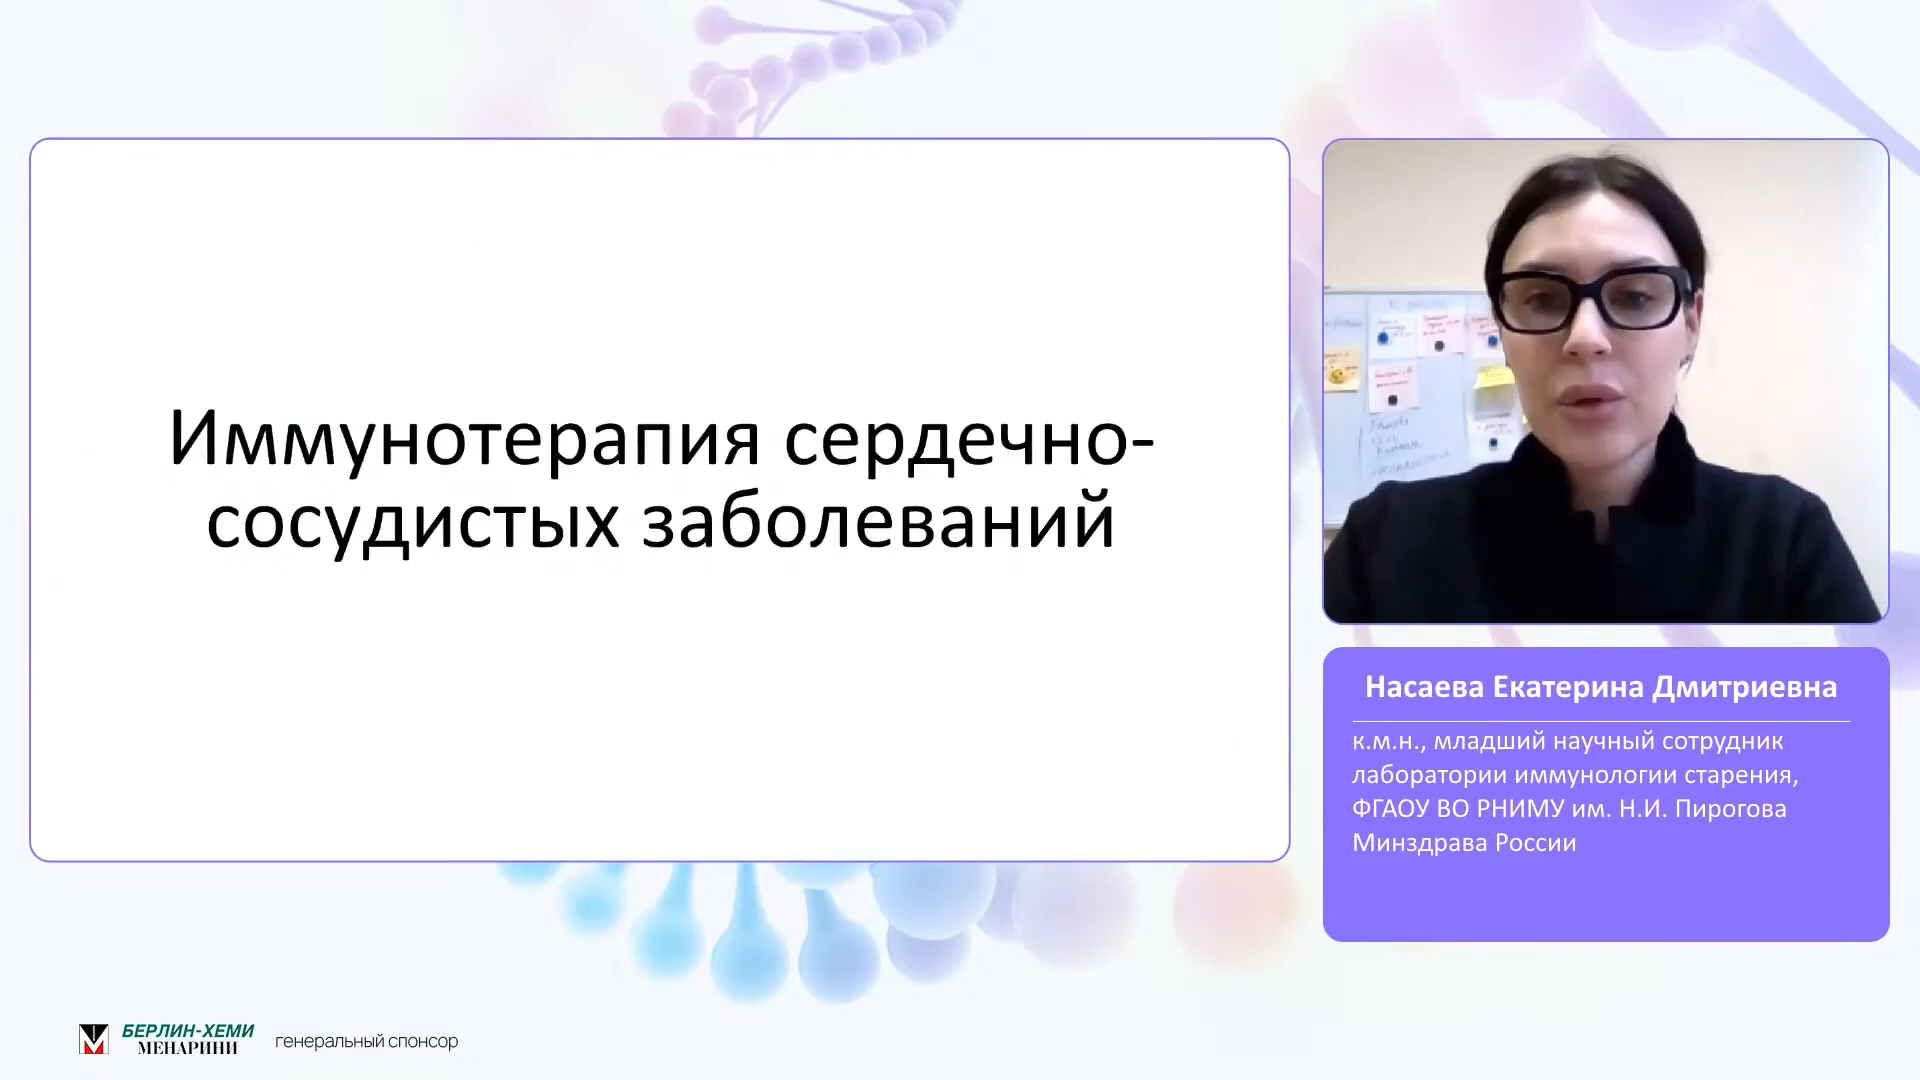 Иммунотерапия сердечно-
сосудистых заболеваний
Насаева Екатерина Дмитриевна
к.м.н., младший научный сотрудник
лаборатории иммунологии старения,
ФГАОУ ВО РНИМУ им. Н.И. Пирогова
Минздрава России
БЕРЛИН-ХЕМИ
МЕНАРИНИ
генеральный спонсор